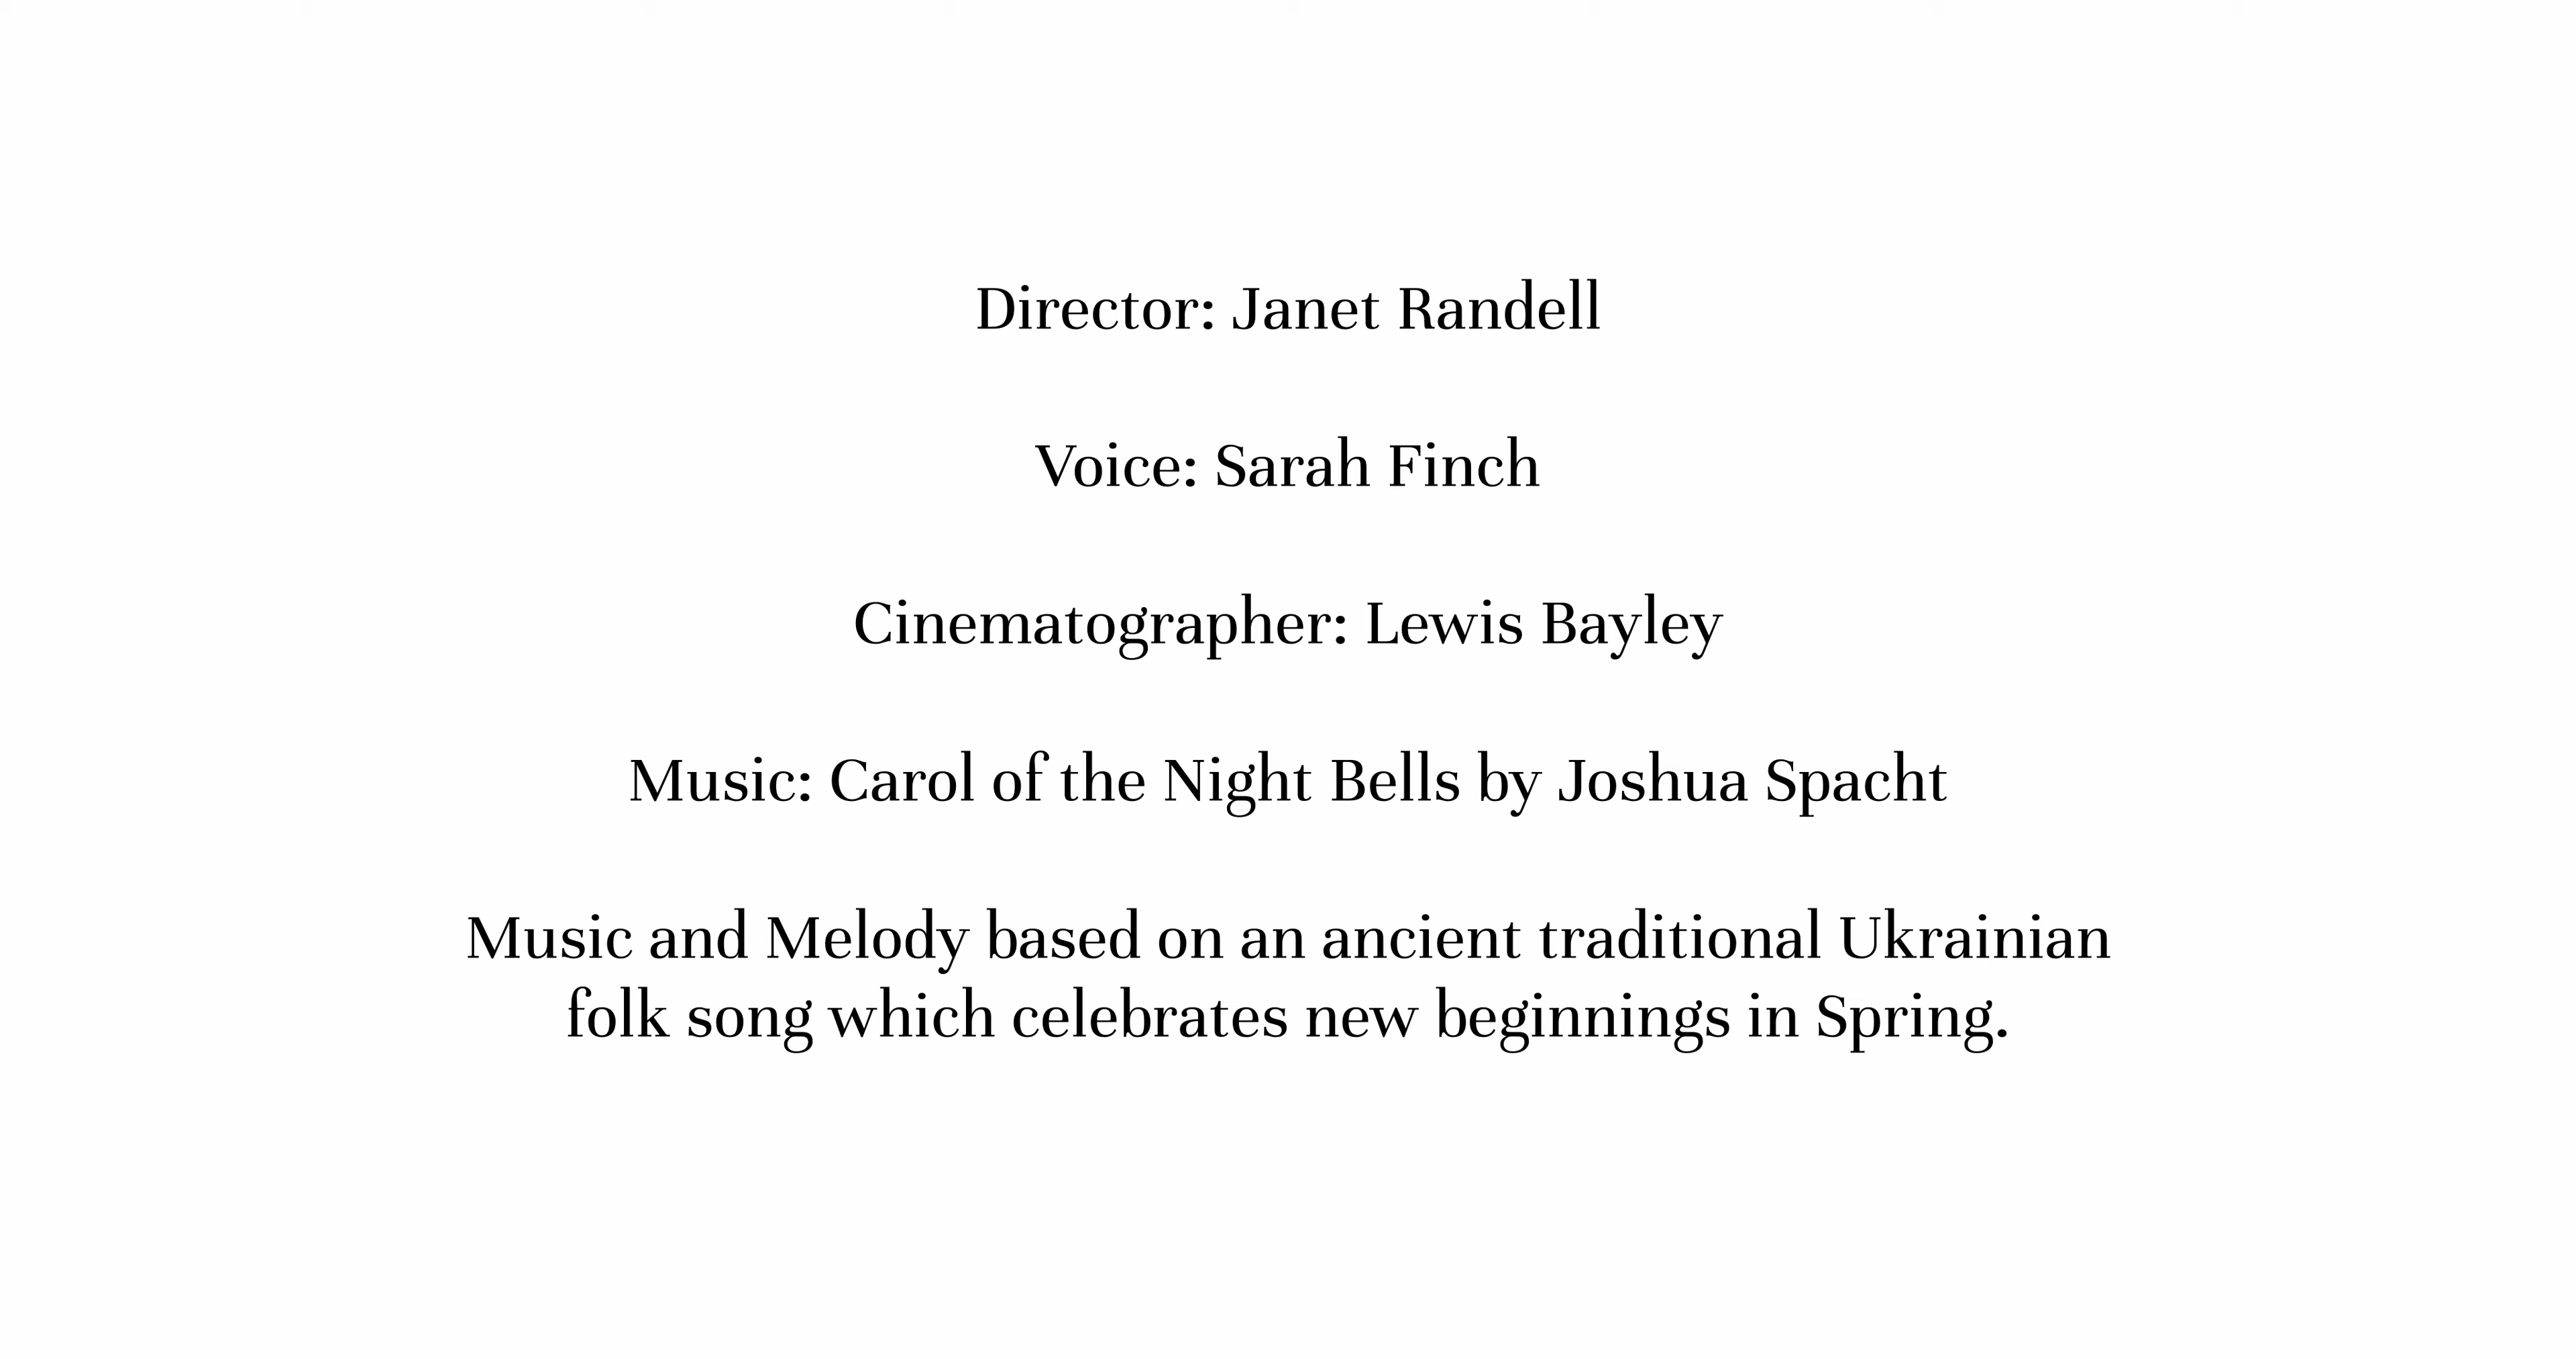 Director: Janet Randell
Voice: Sarah Finch
Cinematographer: Lewis Bayley
Music: Carol of the Night Bells by Joshua Spacht
Music and Melody based on an ancient traditional Ukrainian
folk song which celebrates new beginnings in Spring.